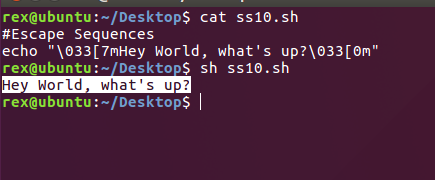 rex@ubuntu:~/Desktop$ cat ss10.sh
#Escape Sequences
echo "\033[7mHey World, what's up?\033[0m"
rex@ubuntu:~/Desktop$ sh ss10.sh
Hey World, what's up?
rex@ubuntu:~/Desktop$